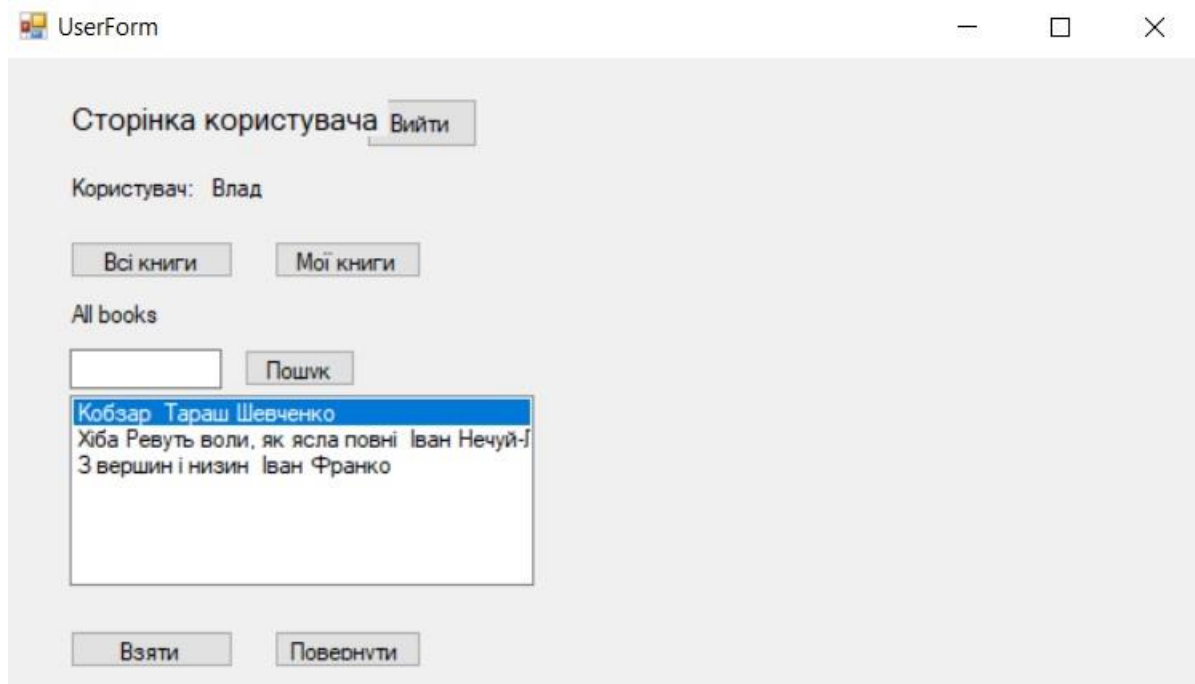 UserForm
Сторінка користувача Вийти
Користувач: Влад
Всі книги Мої книги
All books
Пошук
Кобзар Тараш Шевченко
Хіба Ревуть воли, як ясла повні Іван Нечуй-Л
З вершин і низин Іван Франко
Взяти Повернути